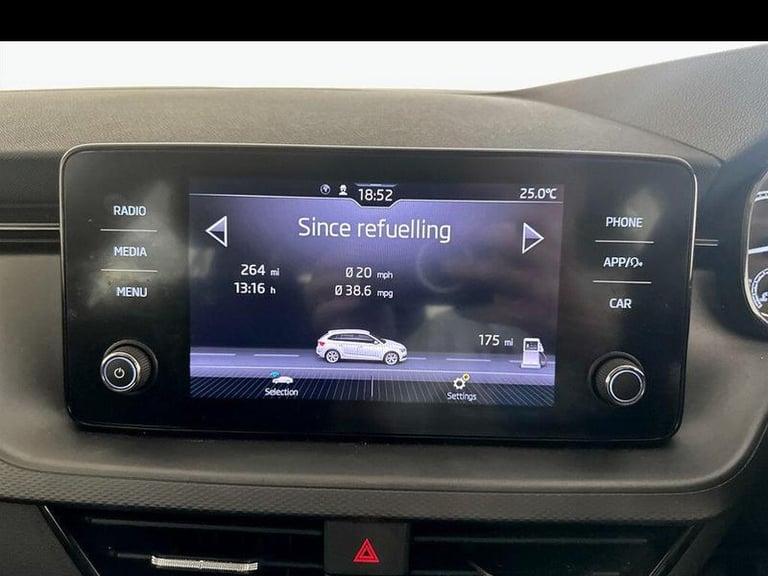 18:52
25.0°C
RADIO
MEDIA
MENU
Since refuelling
264 mi
13:16 h
Ø 20 mph
Ø 38.6 mpg
175 mi
Selection
Settings
PHONE
APP/
CAR